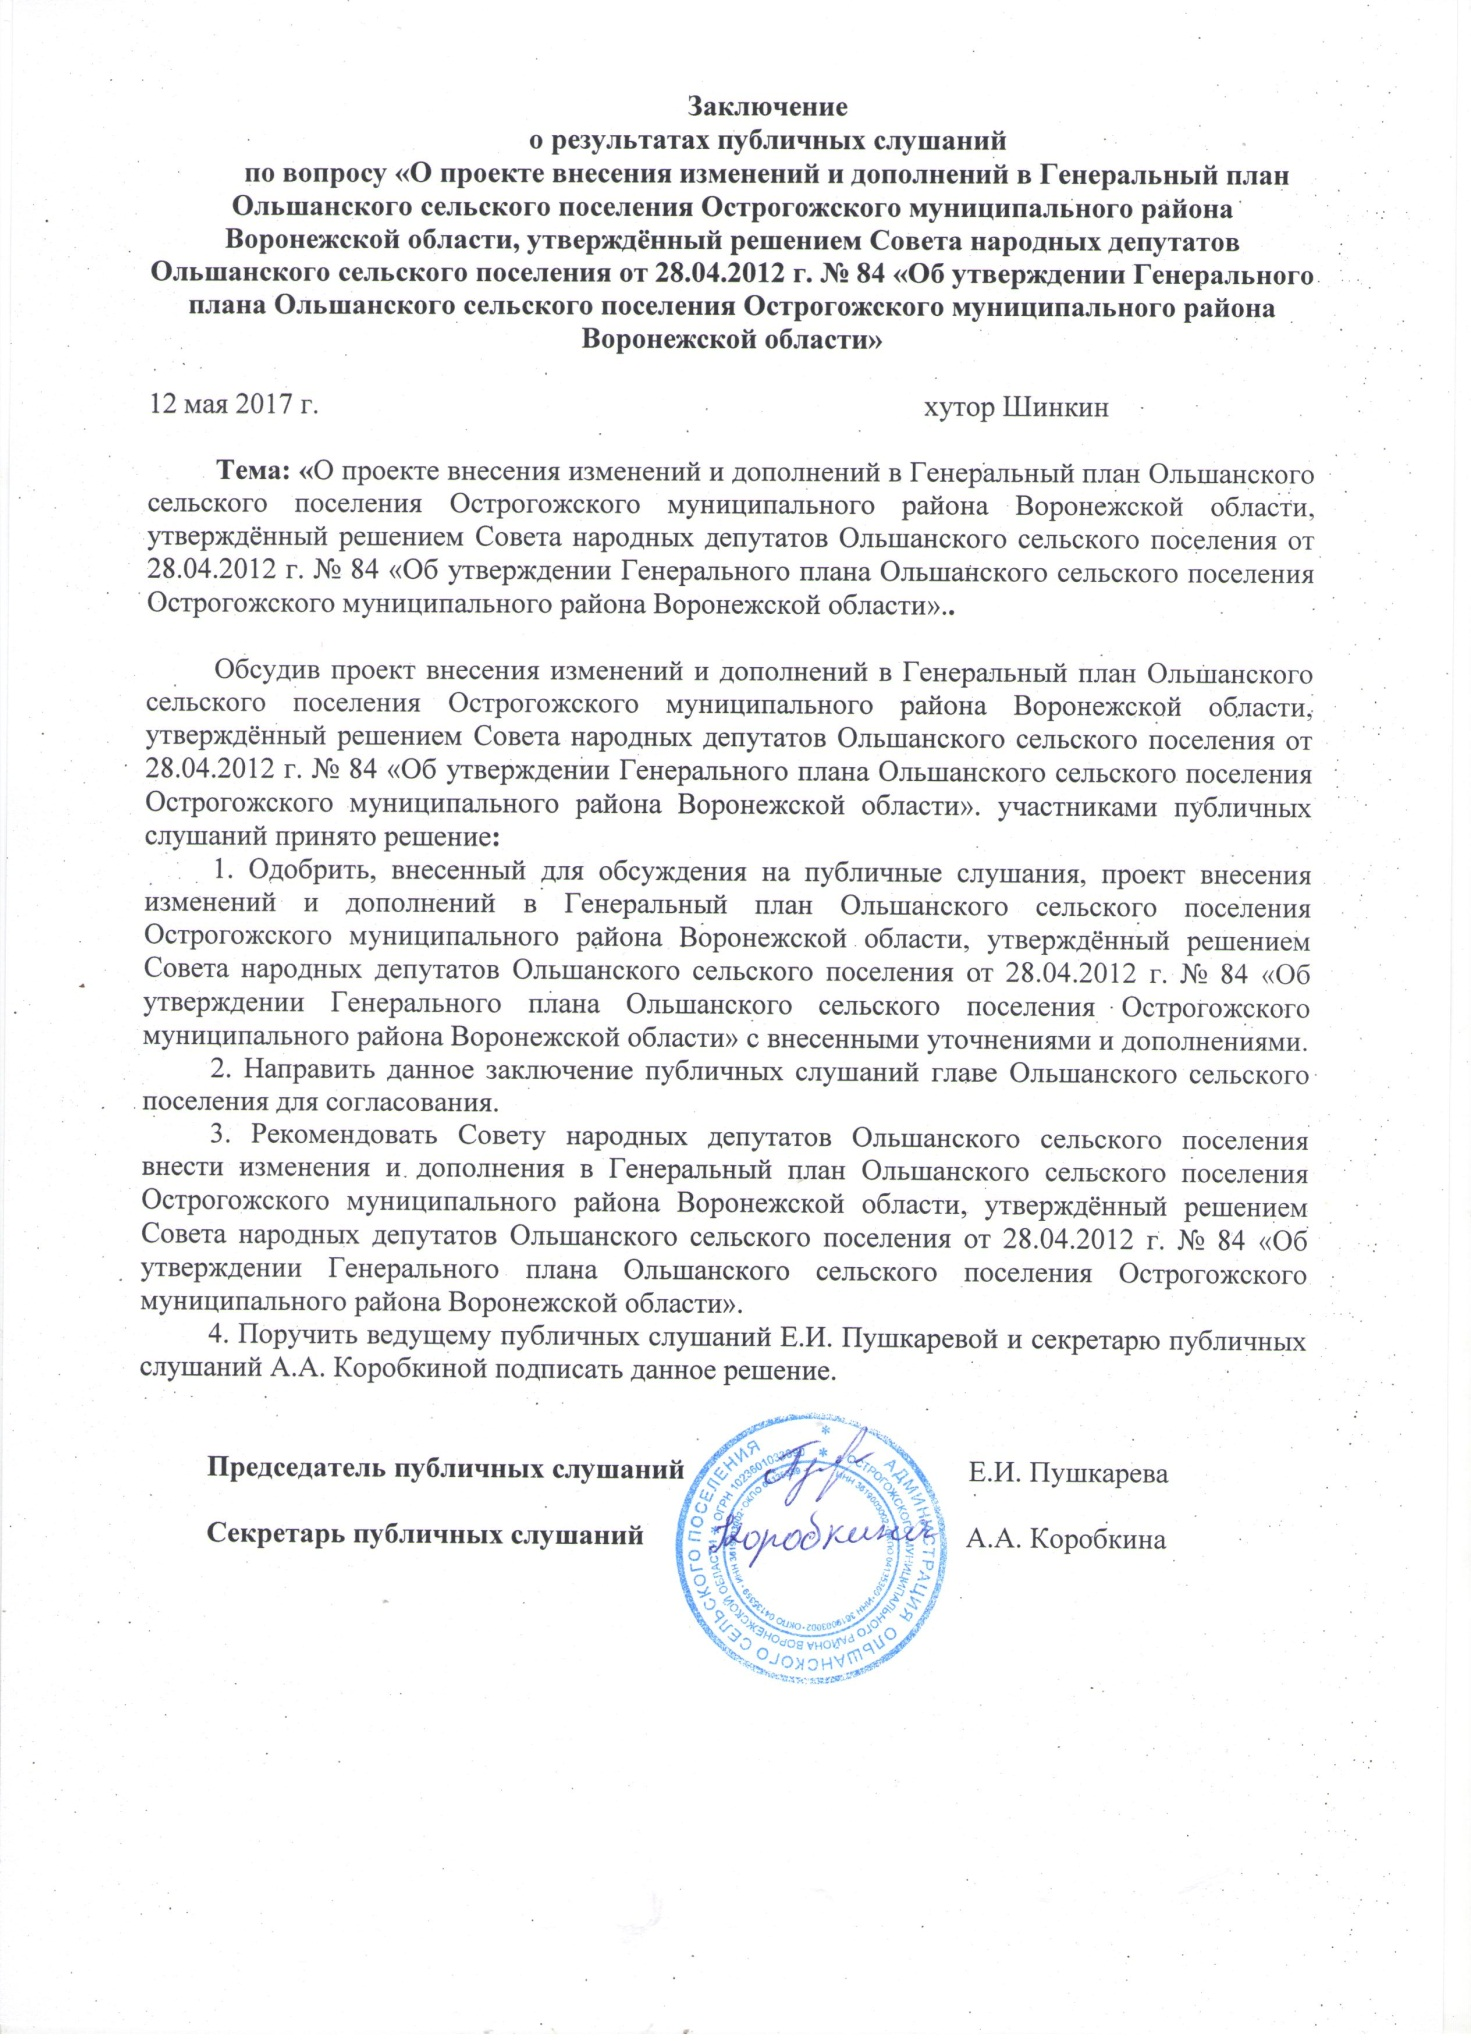 Заключение
о результатах публичных слушаний
по вопросу «О проекте внесения изменений и дополнений в Генеральный план
Ольшанского сельского поселения Острогожского муниципального района
Воронежской области, утверждённый решением Совета народных депутатов
Ольшанского сельского поселения от 28.04.2012 г. № 84 «Об утверждении Генерального
плана Ольшанского сельского поселения Острогожского муниципального района
Воронежской области»
12 мая 2017 г. хутор Шинкин
Тема: «О проекте внесения изменений и дополнений в Генеральный план Ольшанского
сельского поселения Острогожского муниципального района Воронежской области,
утверждённый решением Совета народных депутатов Ольшанского сельского поселения от
28.04.2012 г. № 84 «Об утверждении Генерального плана Ольшанского сельского поселения
Острогожского муниципального района Воронежской области»..
Обсудив проект внесения изменений и дополнений в Генеральный план Ольшанского
сельского поселения Острогожского муниципального района Воронежской области,
утверждённый решением Совета народных депутатов Ольшанского сельского поселения от
28.04.2012 г. № 84 «Об утверждении Генерального плана Ольшанского сельского поселения
Острогожского муниципального района Воронежской области». участниками публичных
слушаний принято решение:
1. Одобрить, внесенный для обсуждения на публичные слушания, проект внесения
изменений и дополнений в Генеральный план Ольшанского сельского поселения
Острогожского муниципального района Воронежской области, утверждённый решением
Совета народных депутатов Ольшанского сельского поселения от 28.04.2012 г. № 84 «Об
утверждении Генерального плана Ольшанского сельского поселения Острогожского
муниципального района Воронежской области» с внесенными уточнениями и дополнениями.
2. Направить данное заключение публичных слушаний главе Ольшанского сельского
поселения для согласования.
3. Рекомендовать Совету народных депутатов Ольшанского сельского поселения
внести изменения и дополнения в Генеральный план Ольшанского сельского поселения
Острогожского муниципального района Воронежской области, утверждённый решением
Совета народных депутатов Ольшанского сельского поселения от 28.04.2012 г. № 84 «Об
утверждении Генерального плана Ольшанского сельского поселения Острогожского
муниципального района Воронежской области».
4. Поручить ведущему публичных слушаний Е.И. Пушкаревой и секретарю публичных
слушаний А.А. Коробкиной подписать данное решение.
Председатель публичных слушаний Е.И. Пушкарева
Секретарь публичных слушаний Коробкина А.А. Коробкина
АДМИНИСТРАЦИЯ ОЛЬШАНСКОГО СЕЛЬСКОГО ПОСЕЛЕНИЯ
ОСТРОГОЖСКОГО МУНИЦИПАЛЬНОГО РАЙОНА ВОРОНЕЖСКОЙ ОБЛАСТИ